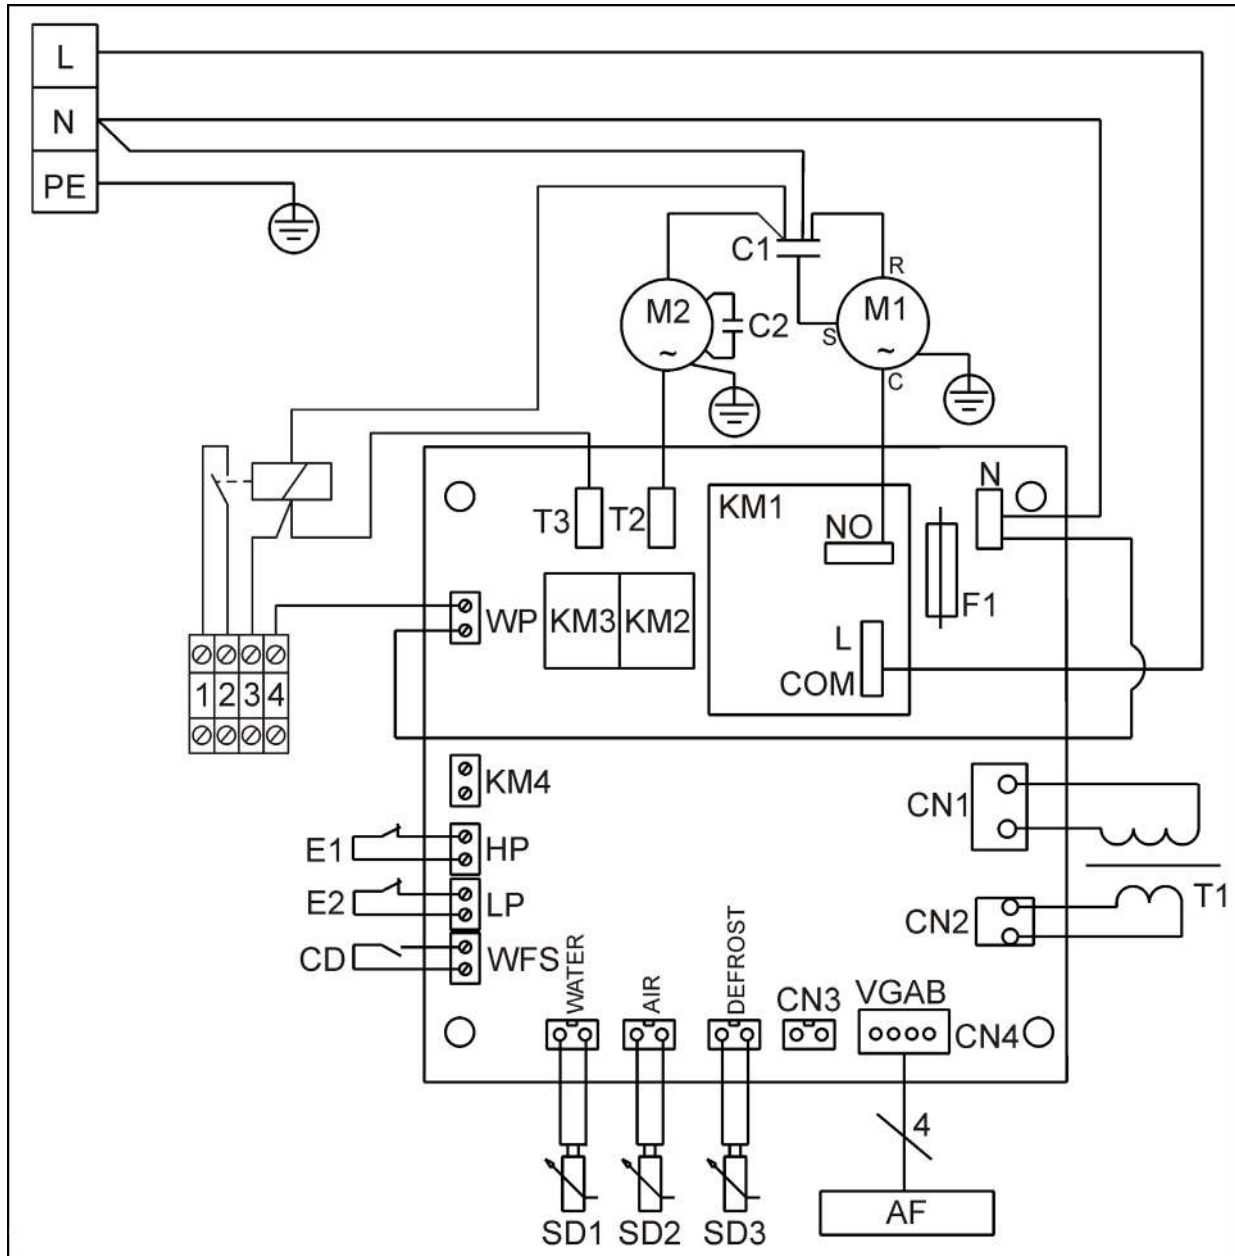 L
N
PE
C1
R
M2
C2
M1
~
~
S
C
N
KM1
T3
T2
NO
F1
WP
KM3
KM2
L
COM
1
2
3
4
KM4
CN1
E1
HP
T1
E2
LP
CN2
CD
WFS
WATER
AIR
DEFROST
CN3
VGAB
CN4
4
AF
SD1
SD2
SD3